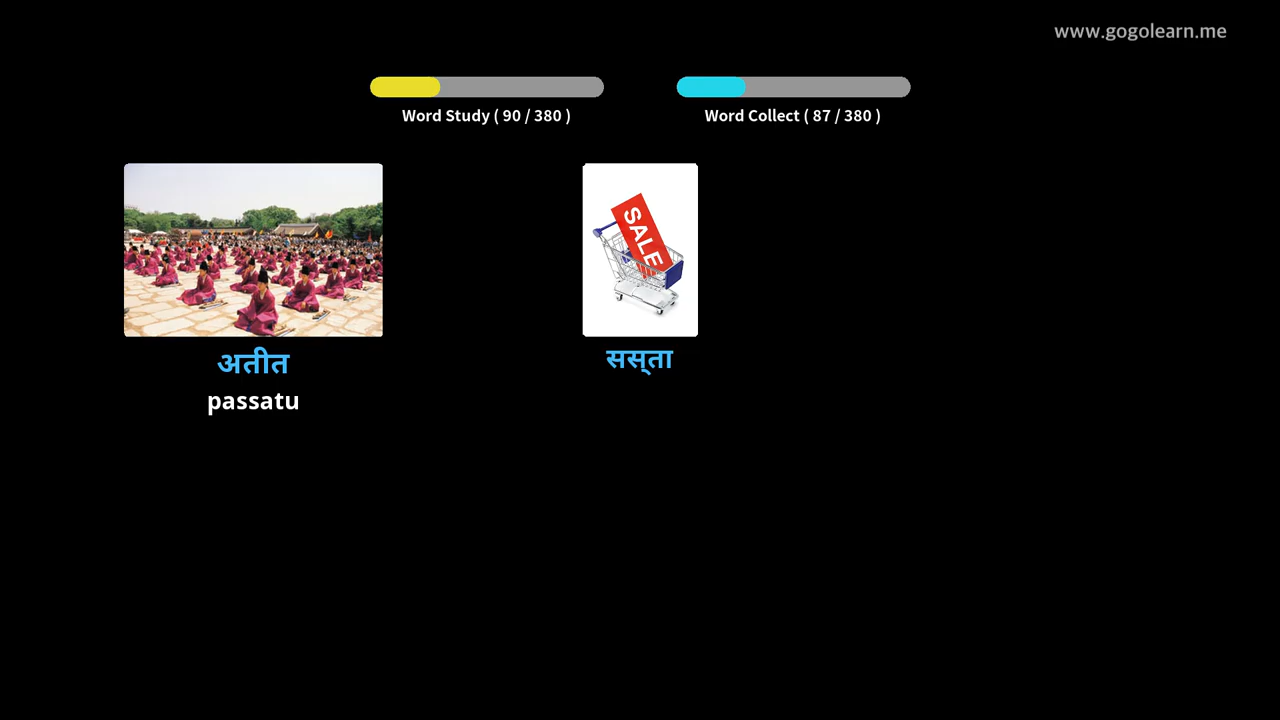 www.gogolearn.me
Word Study ( 90 / 380 )
Word Collect ( 87 / 380 )
SALE
अतीत
passatu
सस्ता